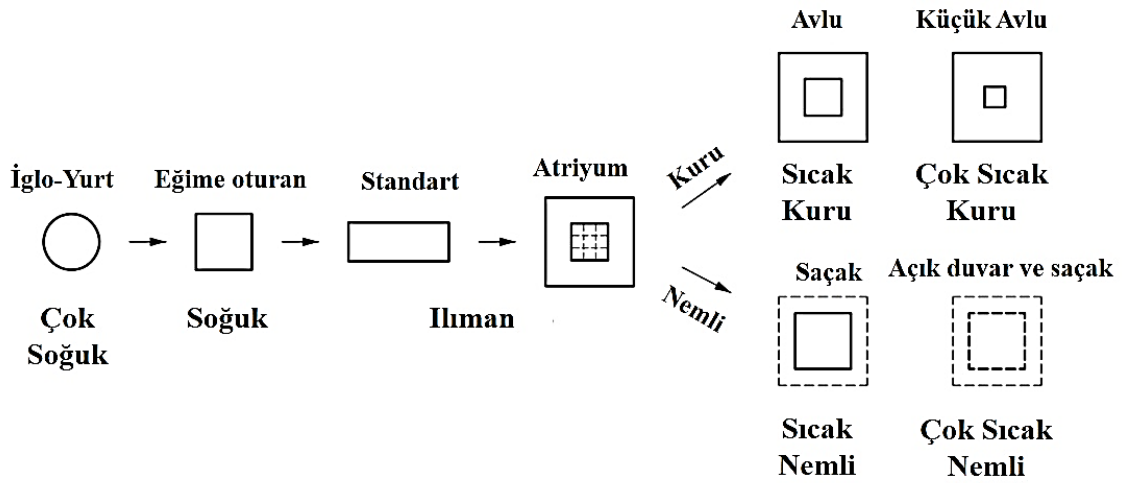 Avlu
Küçük Avlu
Kuru
Sıcak
Kuru
Çok Sıcak
Kuru
İglo-Yurt
Eğime oturan
Standart
Atriyum
Çok
Soğuk
Soğuk
Ilıman
Nemli
Saçak
Açık duvar ve saçak
Sıcak
Nemli
Çok Sıcak
Nemli